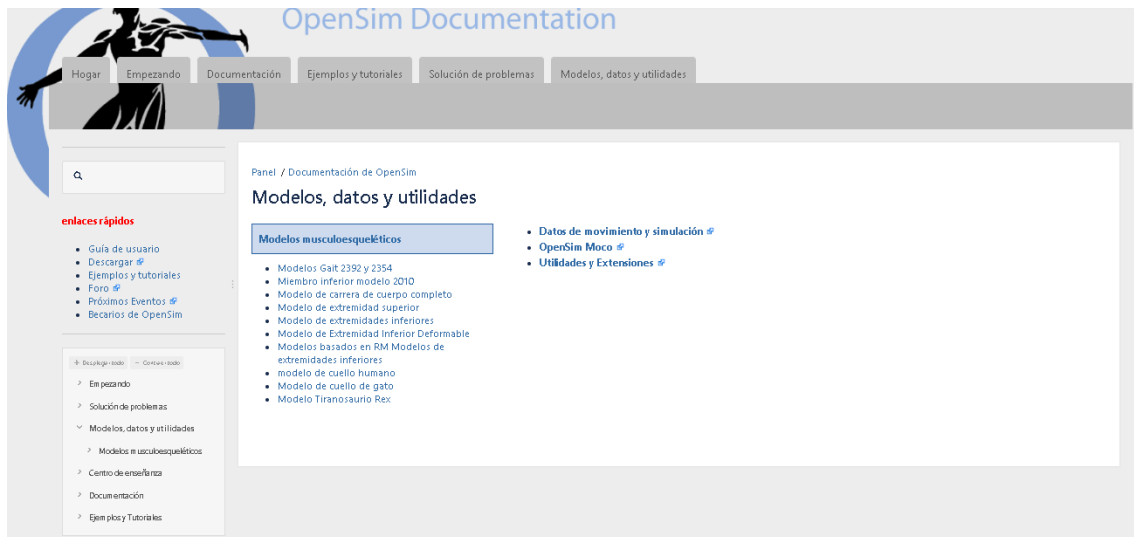 OpenSim Documentation
Hogar
Empezando
Documentación
Ejemplos y tutoriales
Solución de problemas
Modelos, datos y utilidades
enlaces rápidos
Guía de usuario
Descargar
Ejemplos y tutoriales
Foro
Próximos Eventos
Becarios de OpenSim
Empezando
Solución de problemas
Modelos, datos y utilidades
Modelos musculoesqueléticos
Centro de enseñanza
Documentación
Ejemplos y Tutoriales
Panel / Documentación de OpenSim
Modelos, datos y utilidades
Modelos musculoesqueléticos
Modelos Gait 2392 y 2354
Miembro inferior modelo 2010
Modelo de carrera de cuerpo completo
Modelo de extremidad superior
Modelo de extremidades inferiores
Modelo de Extremidad Inferior Deformable
Modelos basados en RM Modelos de
extremidades inferiores
modelo de cuello humano
Modelo de cuello de gato
Modelo Tiranosaurio Rex
Datos de movimiento y simulación
OpenSim Moco
Utilidades y Extensiones